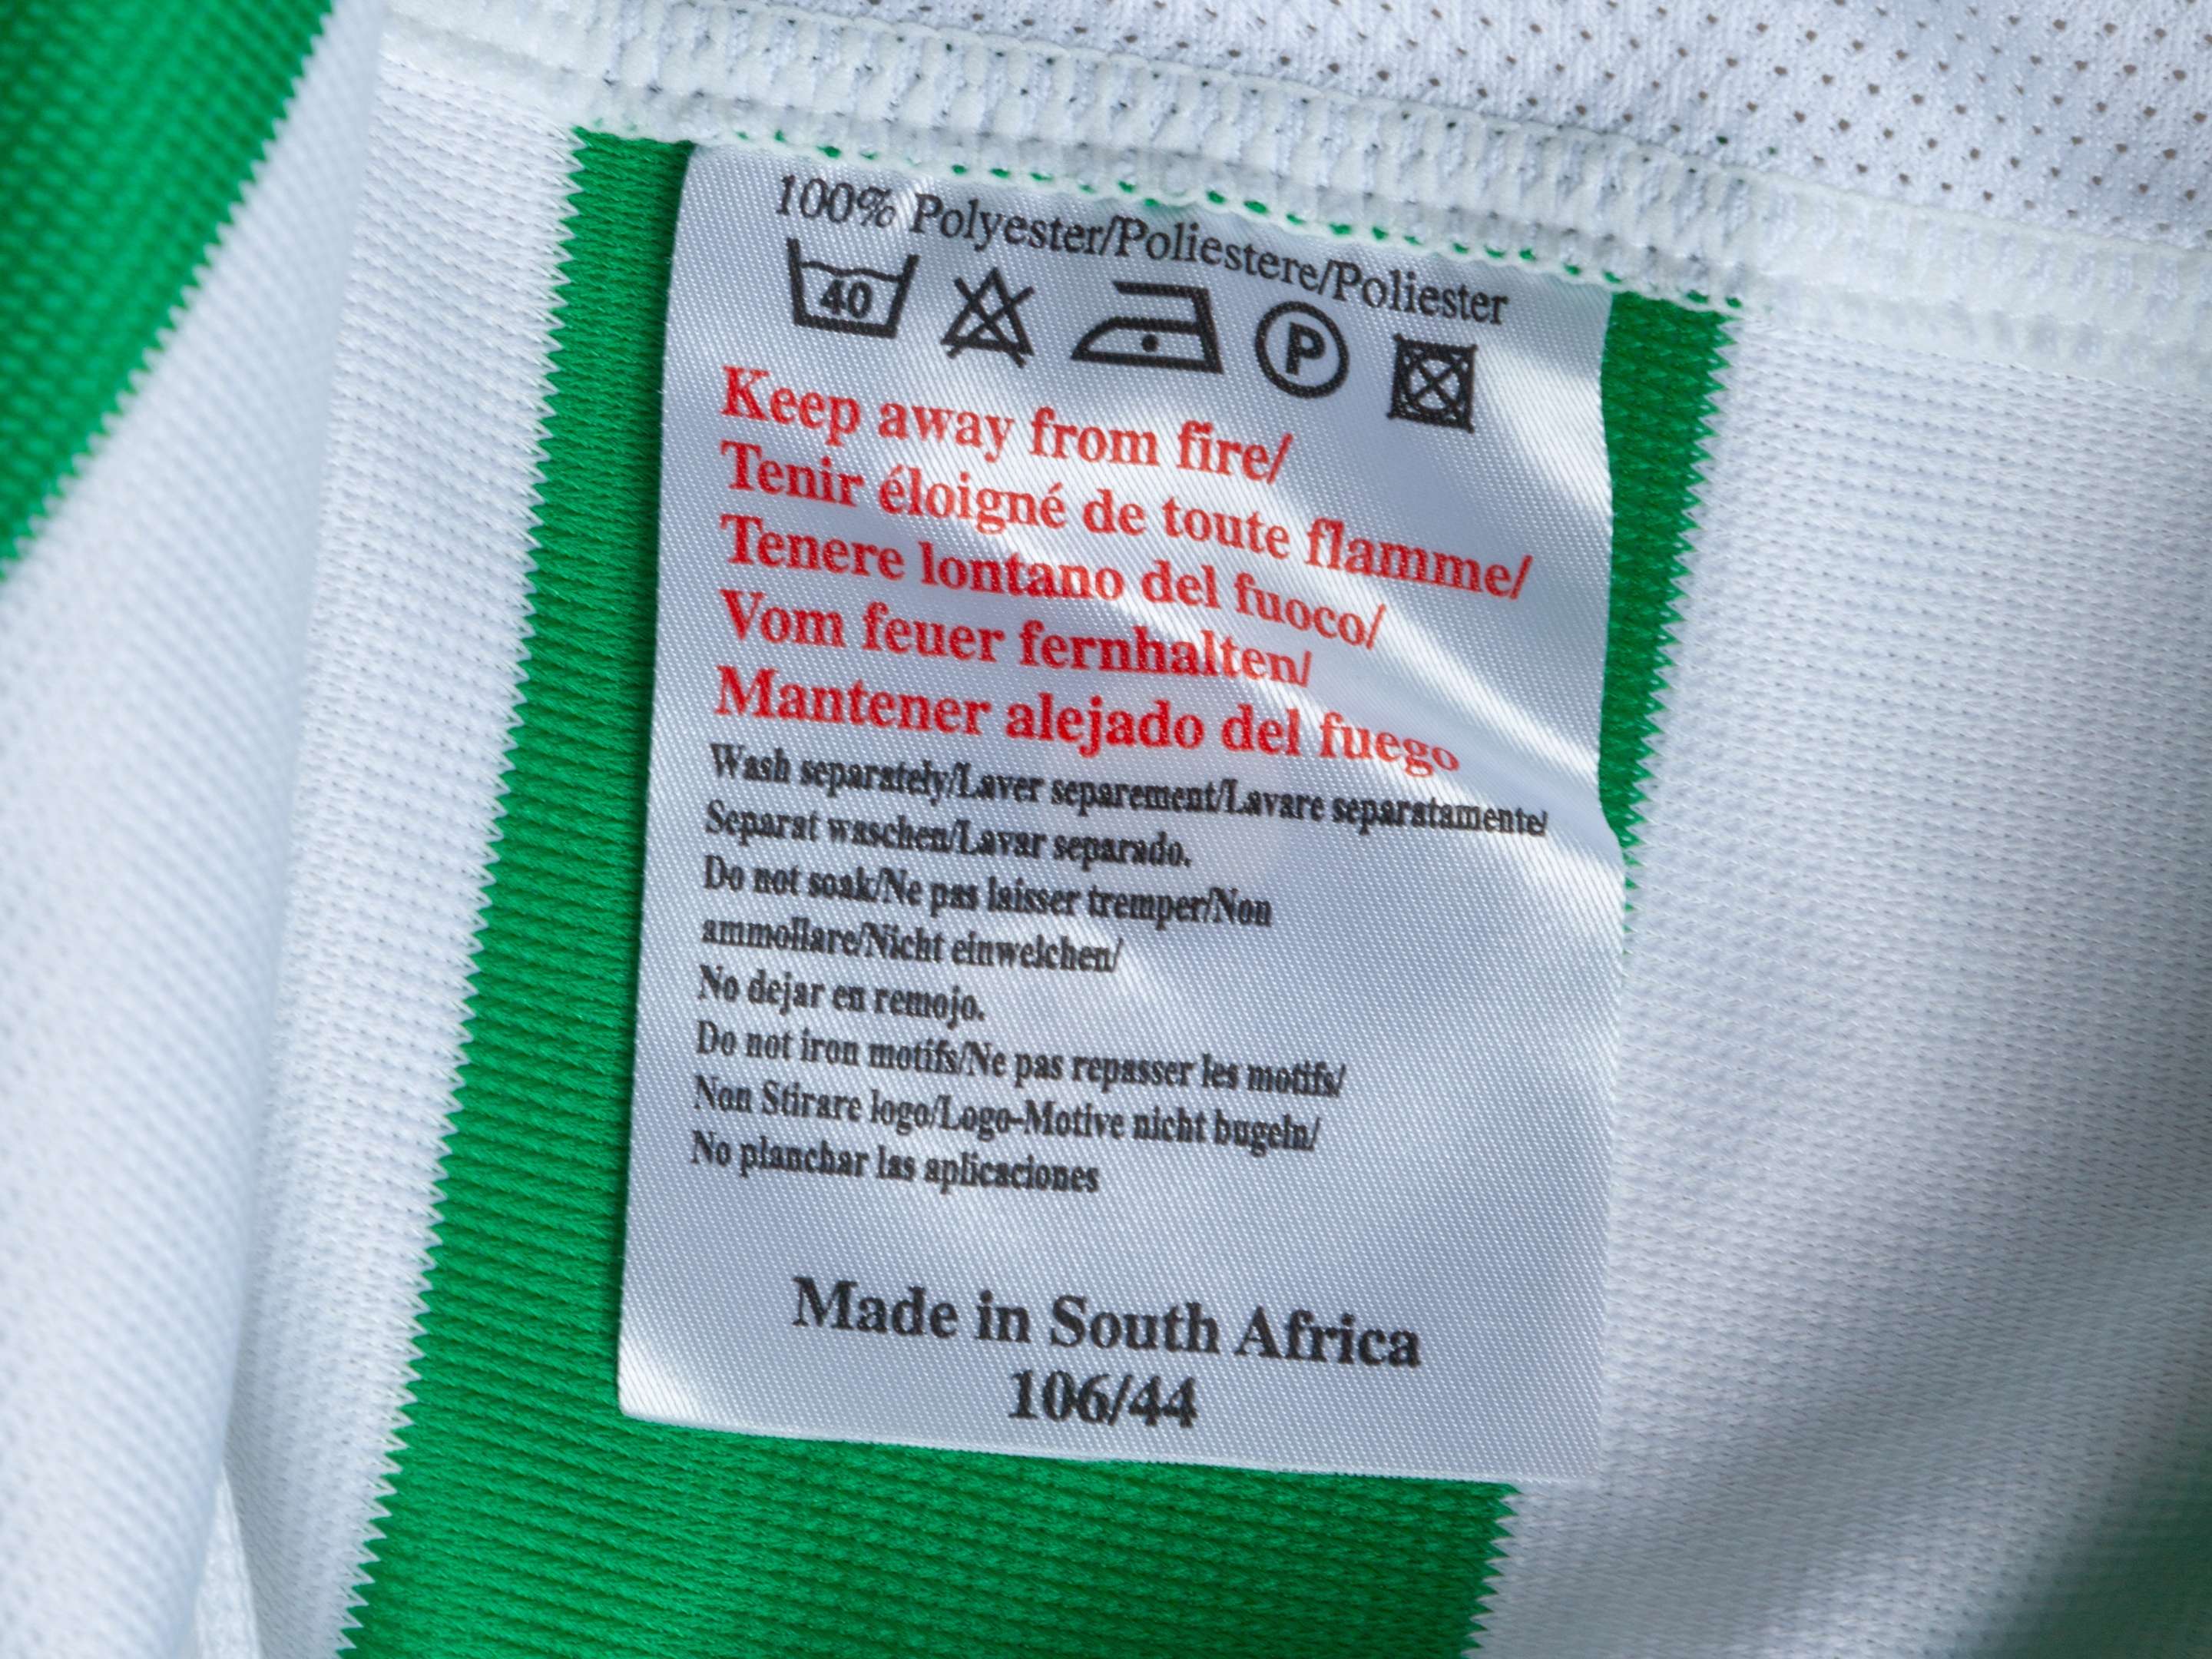 100% Polyester/Poliestere/Poliester
40 P
Keep away from fire/
Tenir éloigné de toute flamme/
Tenere lontano del fuoco/
Vom feuer fernhalten/
Mantener alejado del fuego
Wash separately/Laver separement/Lavare separatamente/
Separat waschen/Lavar separado.
Do not soak/Ne pas laisser tremper/Non
ammollare/Nicht einweichen/
No dejar en remojo.
Do not iron motifs/Ne pas repasser les motifs/
Non Stirare logo/Logo-Motive nicht bugeln/
No planchar las aplicaciones
Made in South Africa
106/44